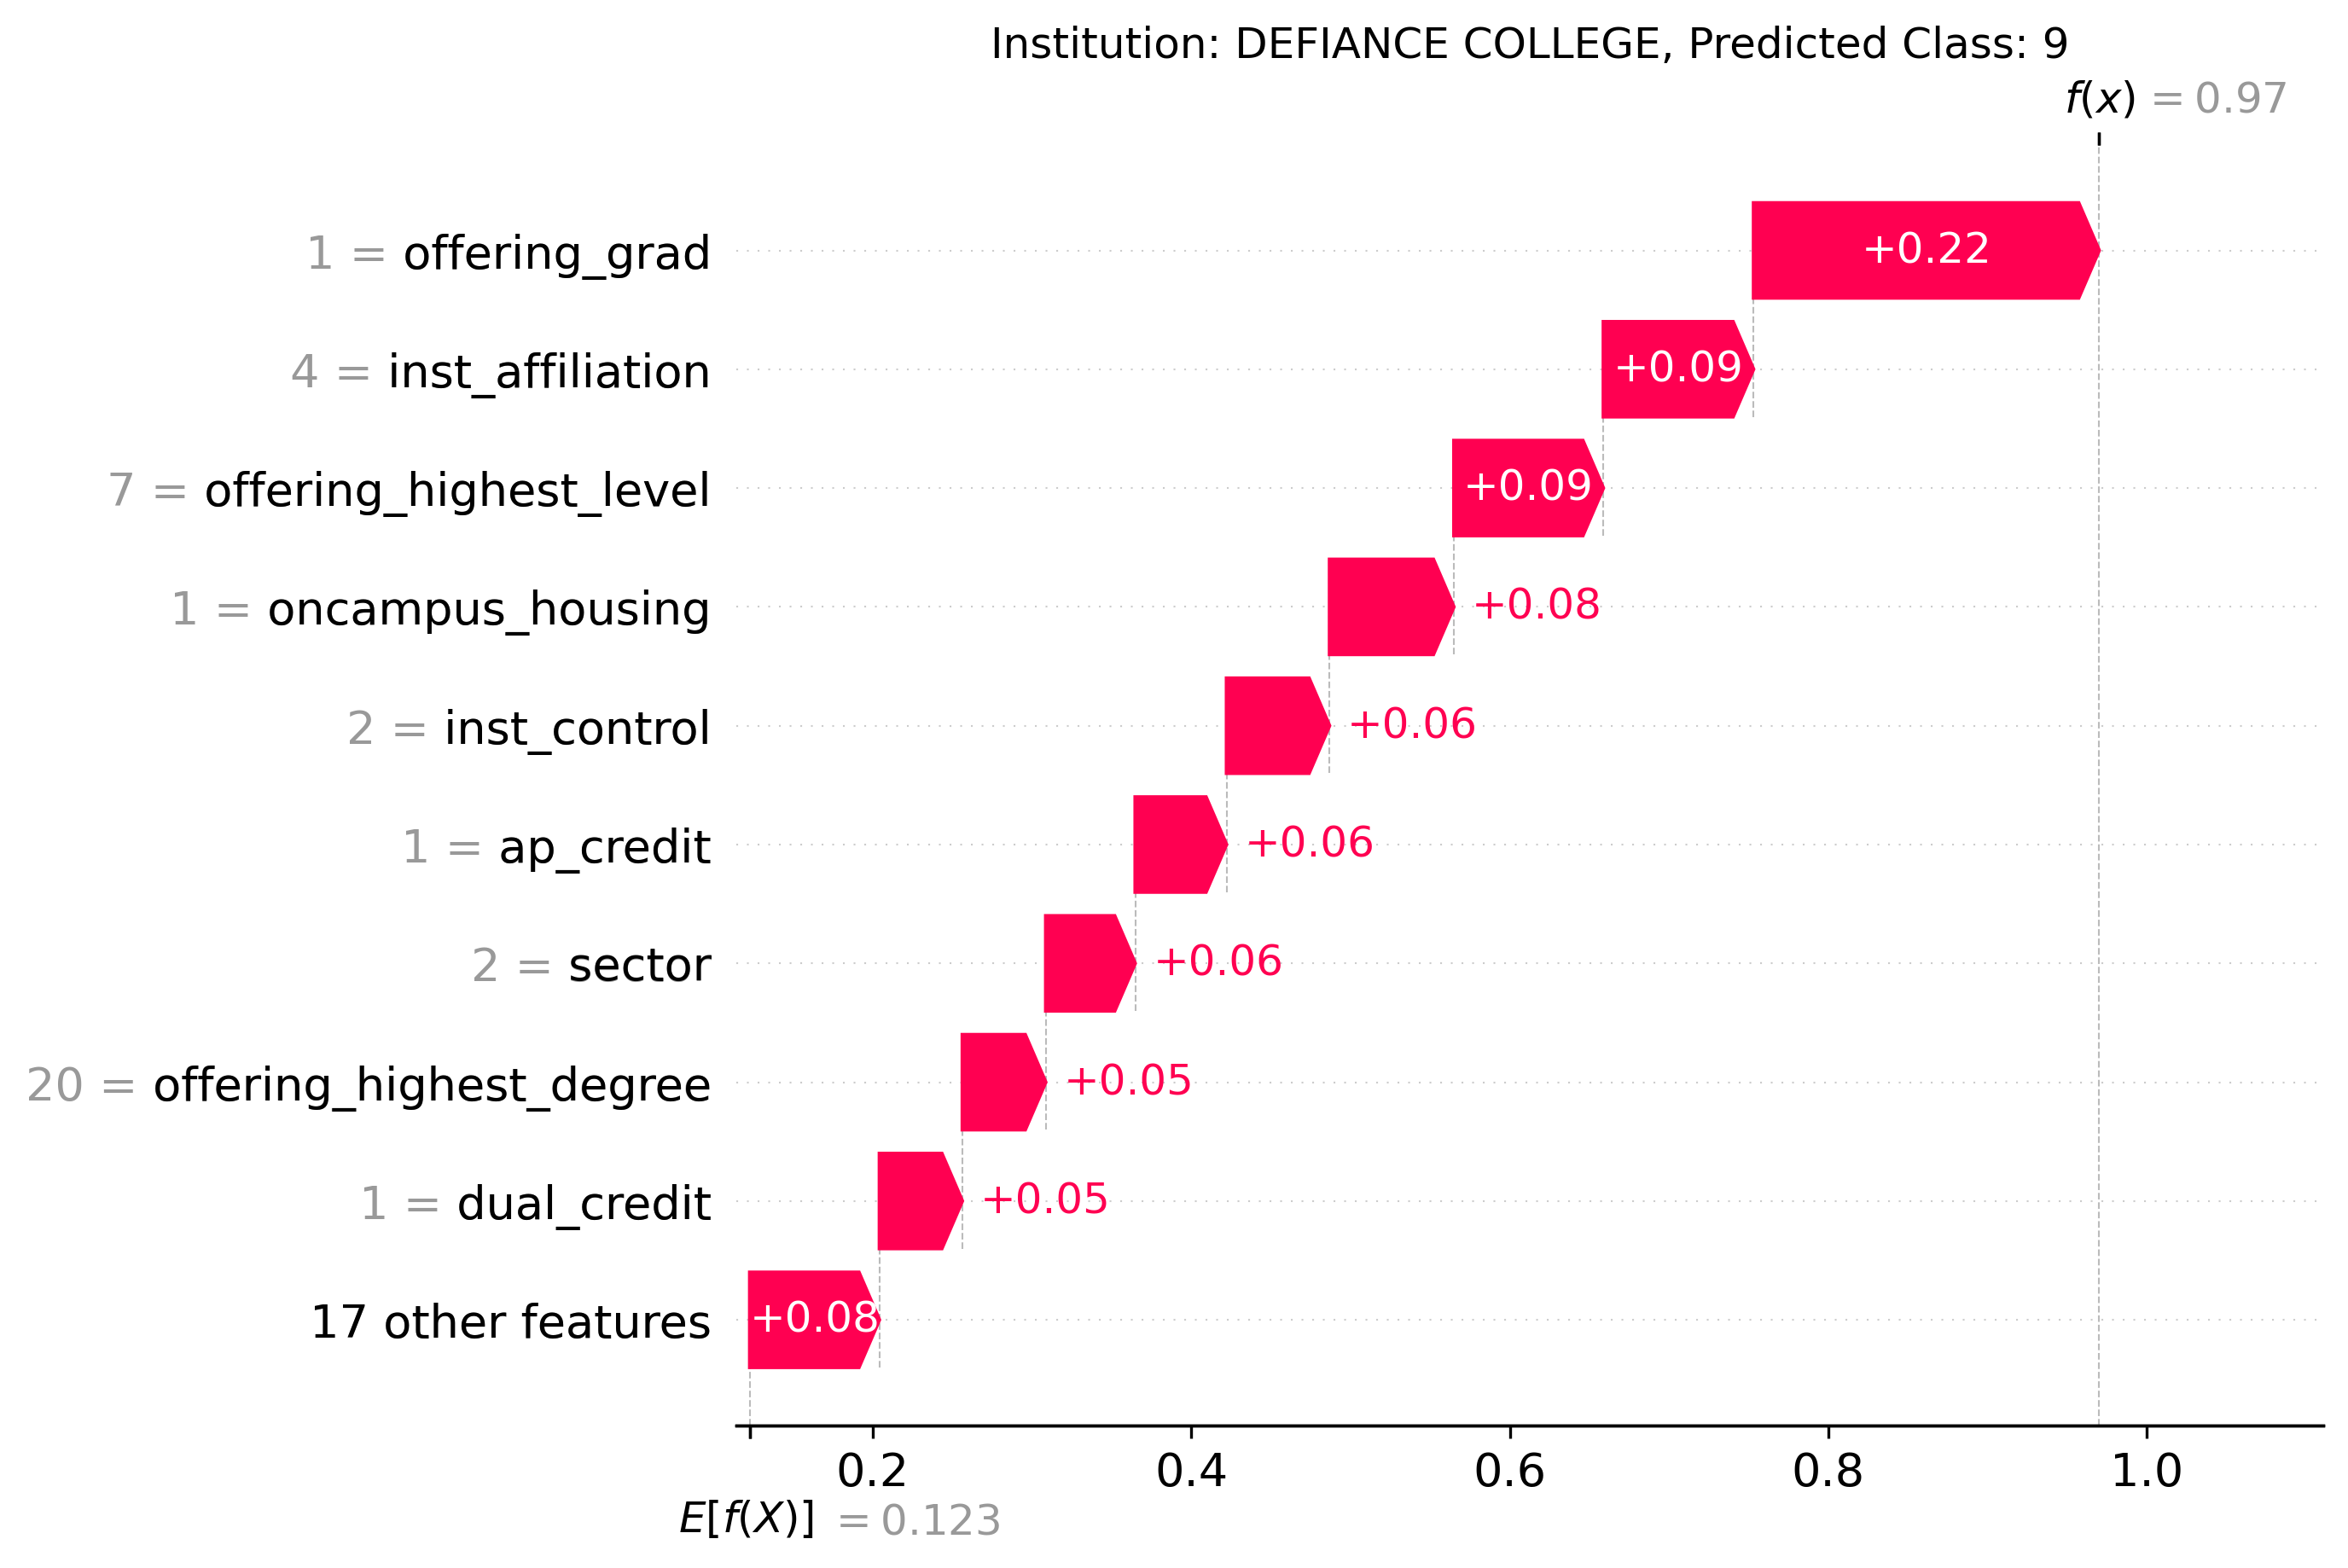 Institution: DEFIANCE COLLEGE, Predicted Class: 9
f(x) = 0.97
1 = offering_grad +0.22
4 = inst_affiliation +0.09
7 = offering_highest_level +0.09
1 = oncampus_housing +0.08
2 = inst_control +0.06
1 = ap_credit +0.06
2 = sector +0.06
20 = offering_highest_degree +0.05
1 = dual_credit +0.05
17 other features +0.08
0.2 0.4 0.6 0.8 1.0
E[f(X)] = 0.123